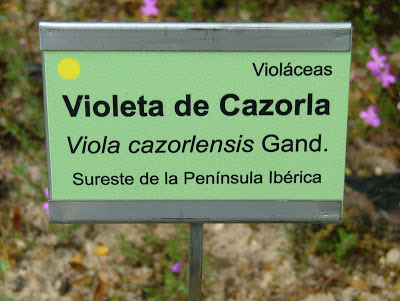 Violáceas
Violeta de Cazorla
Viola cazorlensis Gand.
Sureste de la Península Ibérica